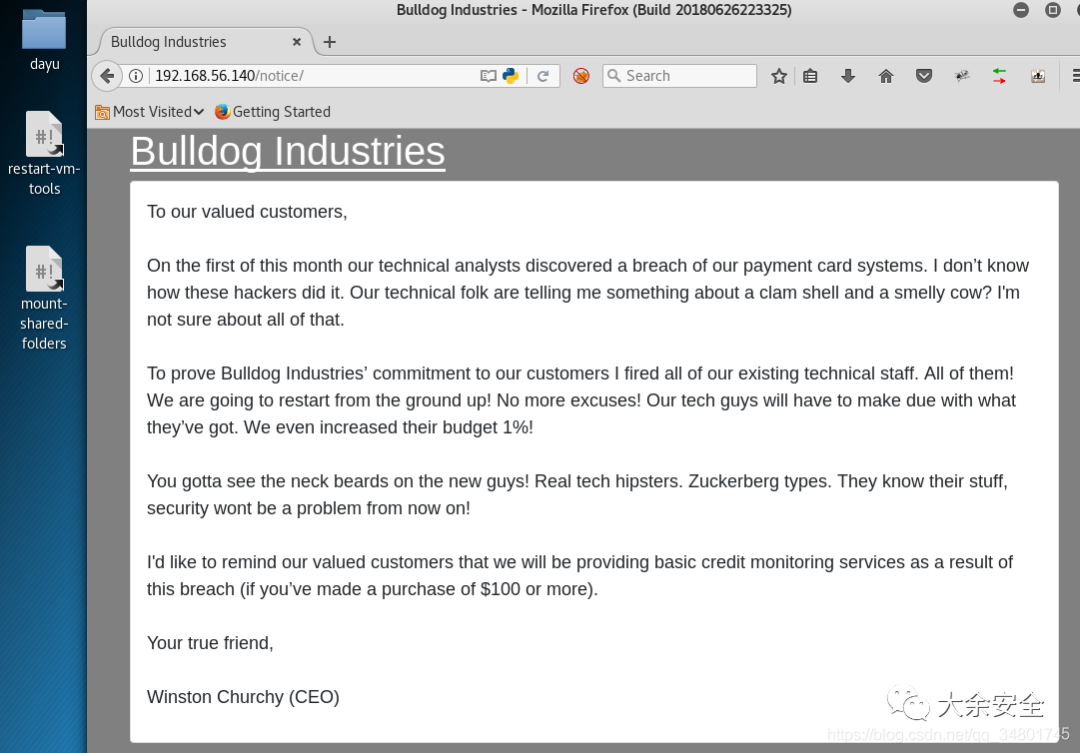 Bulldog Industries - Mozilla Firefox (Build 20180626223325)
dayu
restart-vm-
tools
mount-
shared-
folders
Bulldog Industries
192.168.56.140/notice/
Search
Most Visited
Getting Started
Bulldog Industries
To our valued customers,
On the first of this month our technical analysts discovered a breach of our payment card systems. I don’t know
how these hackers did it. Our technical folk are telling me something about a clam shell and a smelly cow? I'm
not sure about all of that.
To prove Bulldog Industries’ commitment to our customers I fired all of our existing technical staff. All of them!
We are going to restart from the ground up! No more excuses! Our tech guys will have to make due with what
they’ve got. We even increased their budget 1%!
You gotta see the neck beards on the new guys! Real tech hipsters. Zuckerberg types. They know their stuff,
security wont be a problem from now on!
I'd like to remind our valued customers that we will be providing basic credit monitoring services as a result of
this breach (if you’ve made a purchase of $100 or more).
Your true friend,
Winston Churchy (CEO)
大余安全
https://blog.csdn.net/qq_34801745